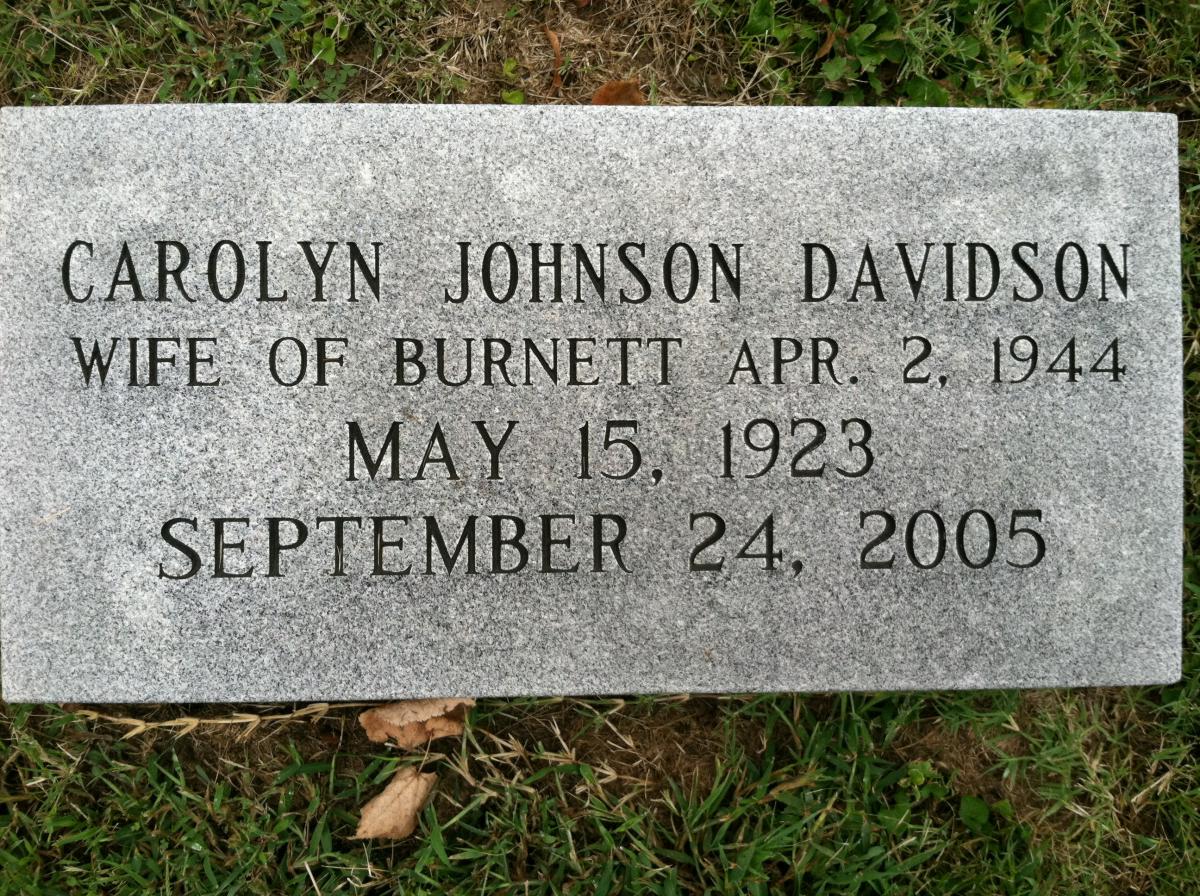 CAROLYN JOHNSON DAVIDSON
WIFE OF BURNETT APR. 2, 1944
MAY 15, 1923
SEPTEMBER 24, 2005